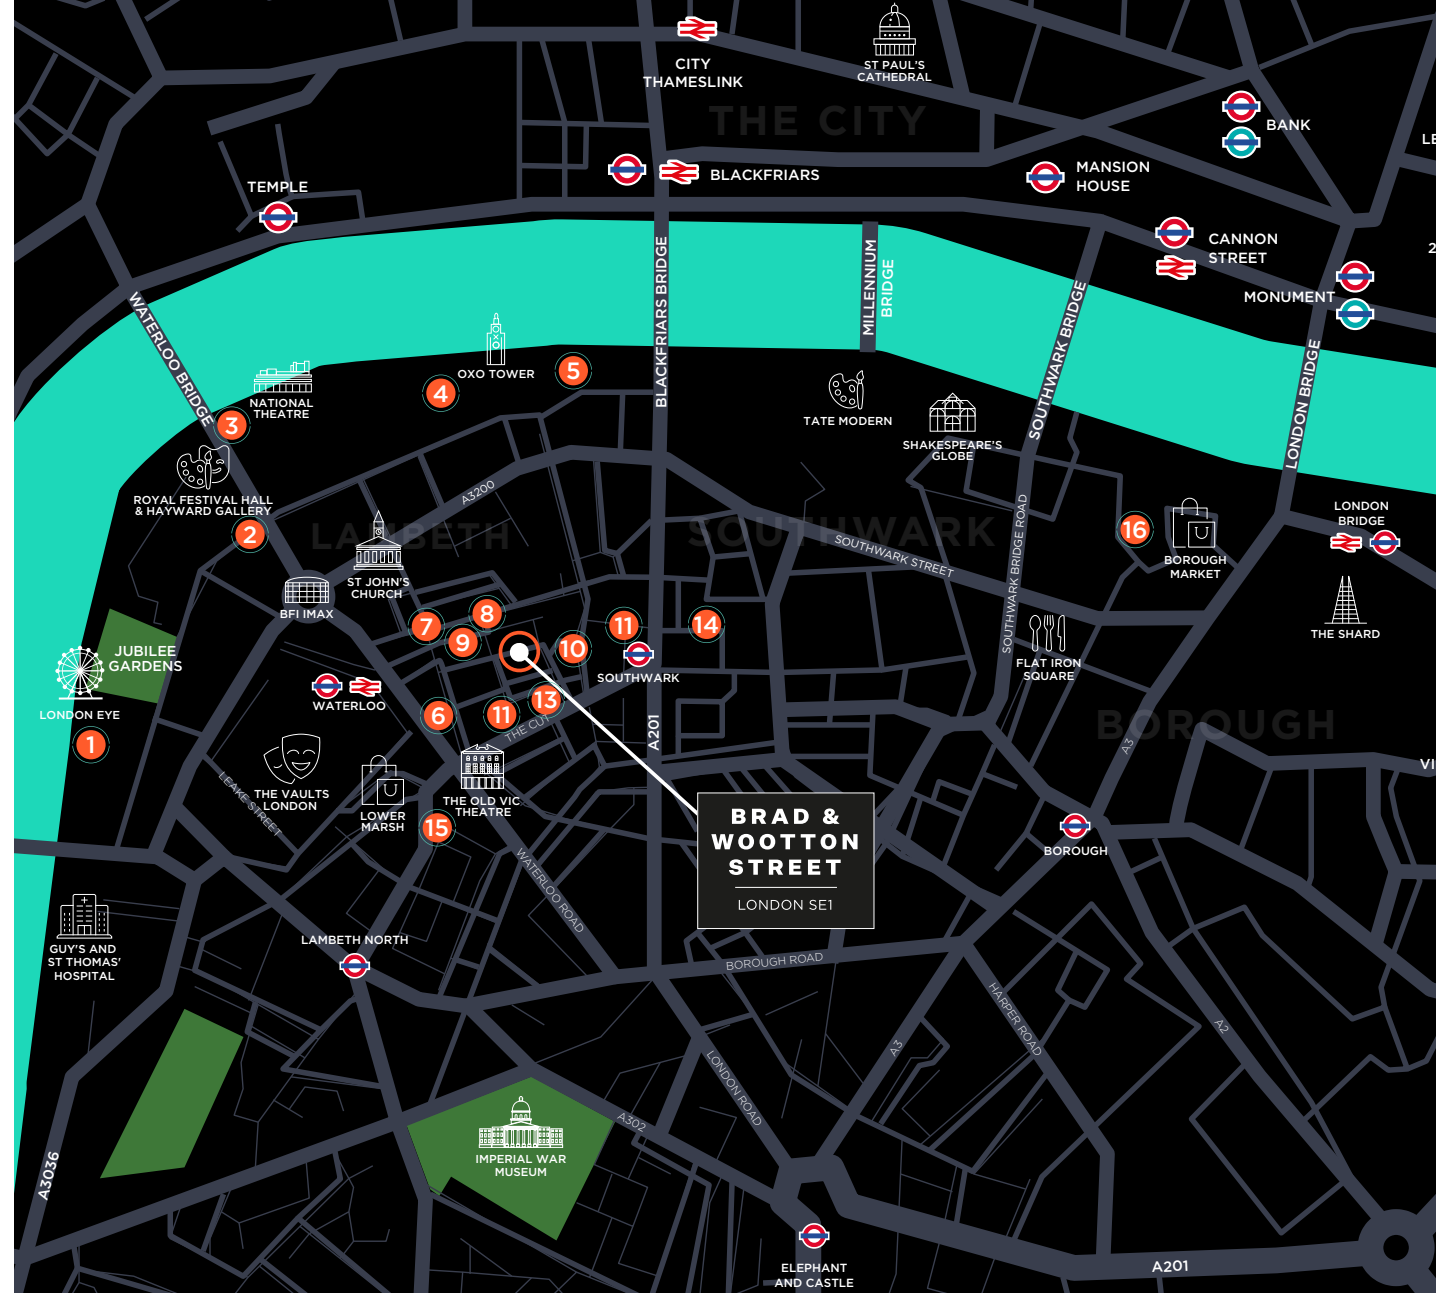 CITY
THAMESLINK
ST PAUL'S
CATHEDRAL
THE CITY
BANK
LE
BLACKFRIARS
MANSION
HOUSE
TEMPLE
CANNON
STREET
2
MONUMENT
WATERLOO BRIDGE
BLACKFRIARS BRIDGE
MILLENNIUM
BRIDGE
SOUTHWARK BRIDGE
LONDON BRIDGE
OXO TOWER
5
4
NATIONAL
THEATRE
3
TATE MODERN
SHAKESPEARE'S
GLOBE
ROYAL FESTIVAL HALL
& HAYWARD GALLERY
2
A3200
LAMBETH
SOUTHWARK
SOUTHWARK STREET
SOUTHWARK BRIDGE ROAD
16
BOROUGH
MARKET
LONDON
BRIDGE
ST JOHN'S
CHURCH
BFI IMAX
THE SHARD
7
8
9
10
11
14
SOUTHWARK
FLAT IRON
SQUARE
JUBILEE
GARDENS
LONDON EYE
1
WATERLOO
6
11
13
THE CUT
A201
BOROUGH
A3
VI
LEAKE STREET
THE VAULTS
LONDON
LOWER
MARSH
THE OLD VIC
THEATRE
15
BRAD &
WOOTTON
STREET
LONDON SE1
BOROUGH
WATERLOO ROAD
GUY'S AND
ST THOMAS'
HOSPITAL
LAMBETH NORTH
BOROUGH ROAD
HARPER ROAD
A3
A2
LONDON ROAD
A302
IMPERIAL WAR
MUSEUM
A3036
ELEPHANT
AND CASTLE
A201